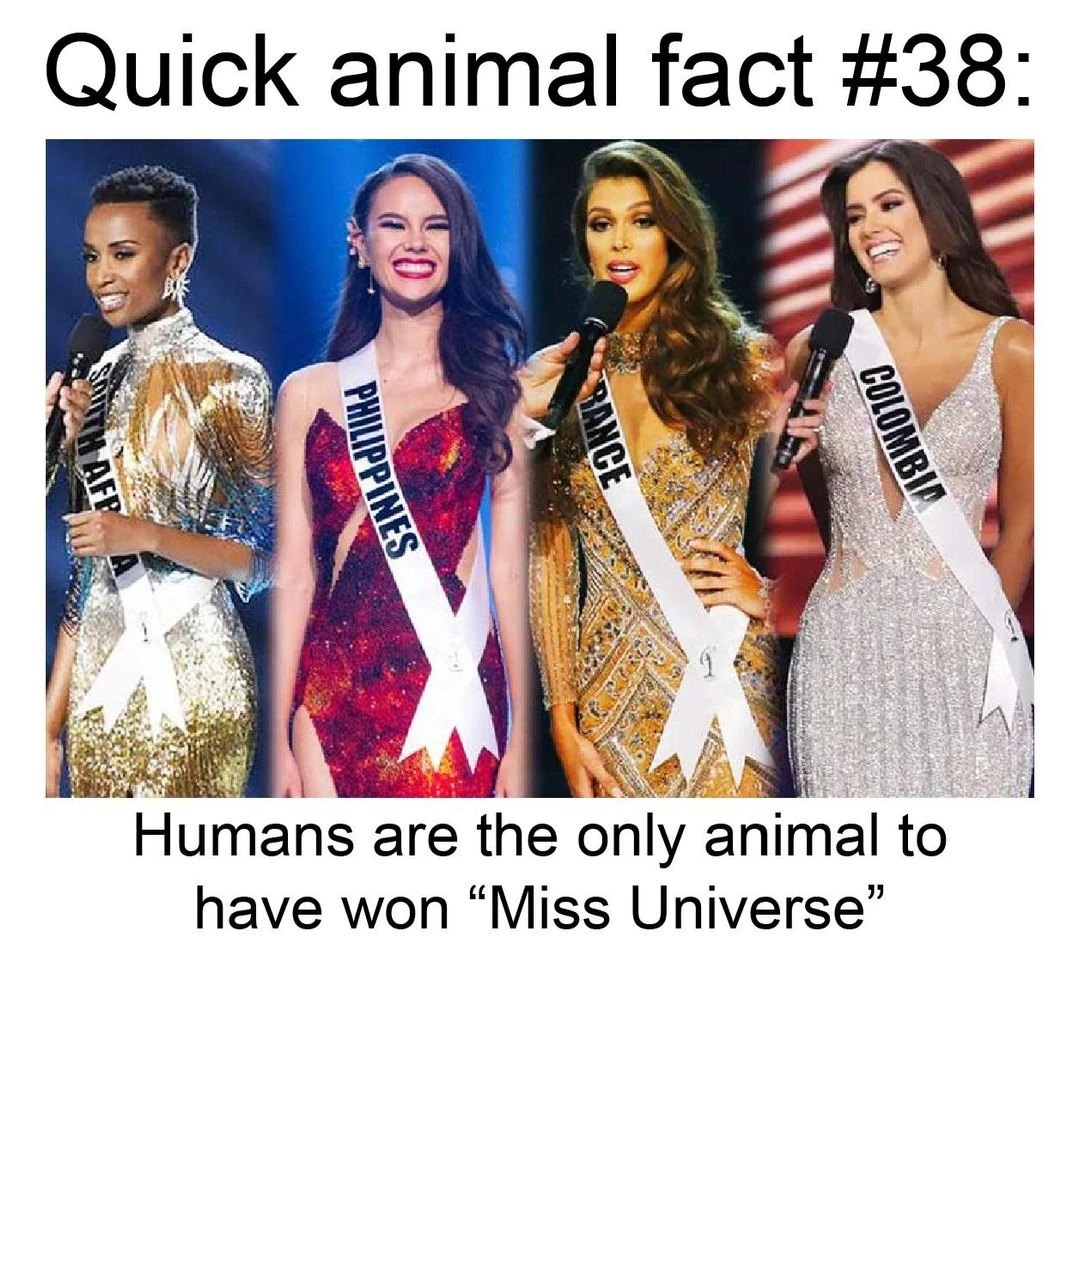 Quick animal fact #38:
PHILIPPINES
COLOMBIA
Humans are the only animal to
have won “Miss Universe”